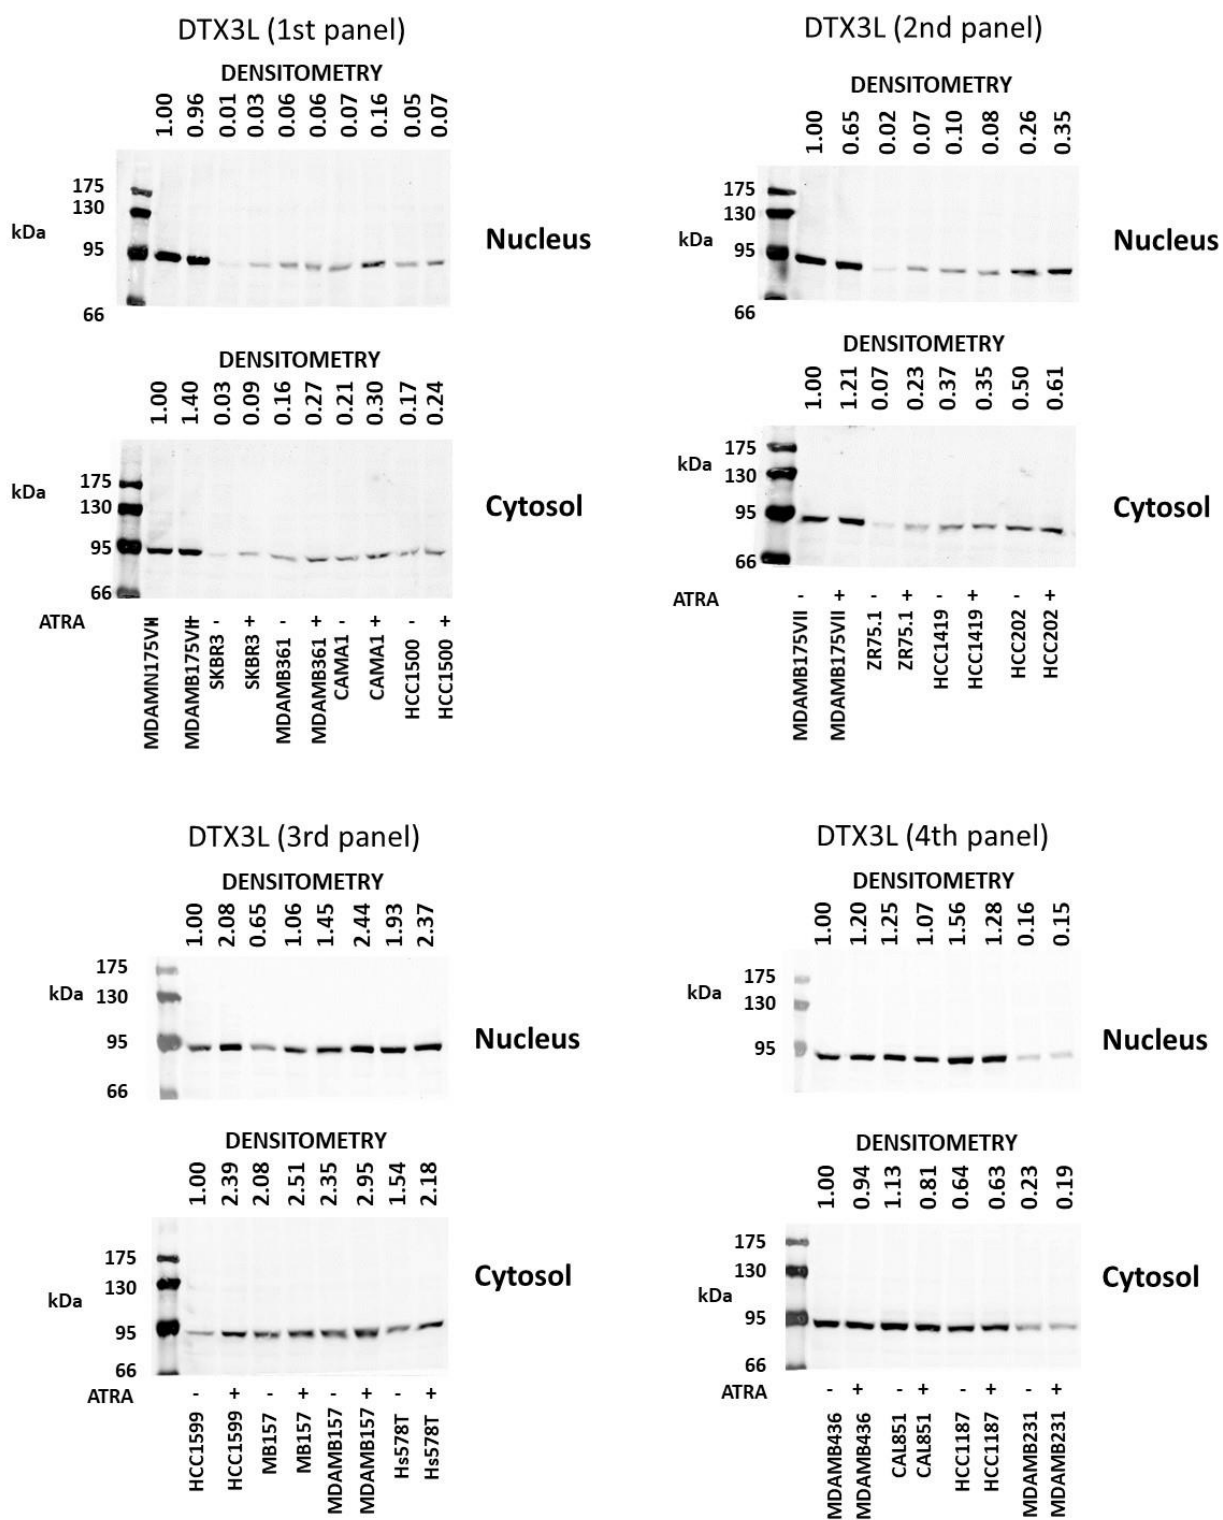 DTX3L (1st panel)
DENSITOMETRY
1.00 0.96 0.01 0.03 0.06 0.06 0.07 0.16 0.05 0.07
175
130
kDa
95
66
Nucleus
DENSITOMETRY
1.00 1.40 0.03 0.09 0.16 0.27 0.21 0.30 0.17 0.24
175
kDa
130
95
66
Cytosol
ATRA - + - + - + - + - +
MDAMN175VII MDAMB175VII SKBR3 SKBR3 MDAMB361 MDAMB361 CAMA1 CAMA1 HCC1500 HCC1500
DTX3L (2nd panel)
DENSITOMETRY
1.00 0.65 0.02 0.07 0.10 0.08 0.26 0.35
175
130
kDa
95
66
Nucleus
DENSITOMETRY
1.00 1.21 0.07 0.23 0.37 0.35 0.50 0.61
175
kDa
130
95
66
Cytosol
ATRA - + - + - + - +
MDAMB175VII MDAMB175VII ZR75.1 ZR75.1 HCC1419 HCC1419 HCC202 HCC202
DTX3L (3rd panel)
DENSITOMETRY
1.00 2.08 0.65 1.06 1.45 2.44 1.93 2.37
175
kDa
130
95
66
Nucleus
DENSITOMETRY
1.00 2.39 2.08 2.51 2.35 2.95 1.54 2.18
175
130
kDa
95
66
Cytosol
ATRA - + - + - + - +
HCC1599 HCC1599 MB157 MB157 MDAMB157 MDAMB157 Hs578T Hs578T
DTX3L (4th panel)
DENSITOMETRY
1.00 1.20 1.25 1.07 1.56 1.28 0.16 0.15
175
kDa
130
95
Nucleus
DENSITOMETRY
1.00 0.94 1.13 0.81 0.64 0.63 0.23 0.19
175
130
kDa
95
66
Cytosol
ATRA - + - + - + - +
MDAMB436 MDAMB436 CAL851 CAL851 HCC1187 HCC1187 MDAMB231 MDAMB231